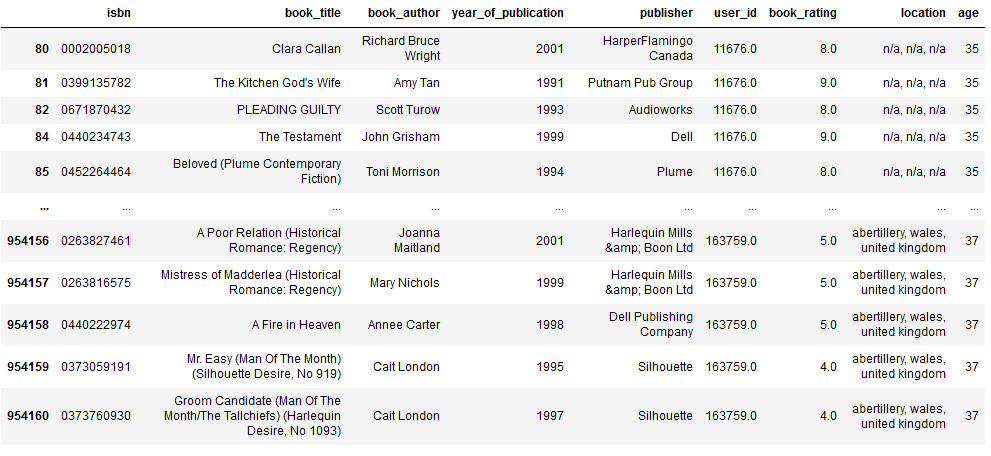 isbn book_title book_author year_of_publication publisher user_id book_rating location age
80 0002005018 Clara Callan Richard Bruce Wright 2001 HarperFlamingo Canada 11676.0 8.0 n/a, n/a, n/a 35
81 0399135782 The Kitchen God's Wife Amy Tan 1991 Putnam Pub Group 11676.0 9.0 n/a, n/a, n/a 35
82 0671870432 PLEADING GUILTY Scott Turow 1993 Audioworks 11676.0 8.0 n/a, n/a, n/a 35
84 0440234743 The Testament John Grisham 1999 Dell 11676.0 9.0 n/a, n/a, n/a 35
85 0452264464 Beloved (Plume Contemporary Fiction) Toni Morrison 1994 Plume 11676.0 8.0 n/a, n/a, n/a 35
... ... ... ... ... ... ... ... ... ...
954156 0263827461 A Poor Relation (Historical Romance: Regency) Joanna Maitland 2001 Harlequin Mills &amp; Boon Ltd 163759.0 5.0 abertillery, wales, united kingdom 37
954157 0263816575 Mistress of Madderlea (Historical Romance: Regency) Mary Nichols 1999 Harlequin Mills &amp; Boon Ltd 163759.0 5.0 abertillery, wales, united kingdom 37
954158 0440222974 A Fire in Heaven Annee Carter 1998 Dell Publishing Company 163759.0 5.0 abertillery, wales, united kingdom 37
954159 0373059191 Mr. Easy (Man Of The Month) (Silhouette Desire, No 919) Cait London 1995 Silhouette 163759.0 4.0 abertillery, wales, united kingdom 37
954160 0373760930 Groom Candidate (Man Of The Month/The Tallchiefs) (Harlequin Desire, No 1093) Cait London 1997 Silhouette 163759.0 4.0 abertillery, wales, united kingdom 37